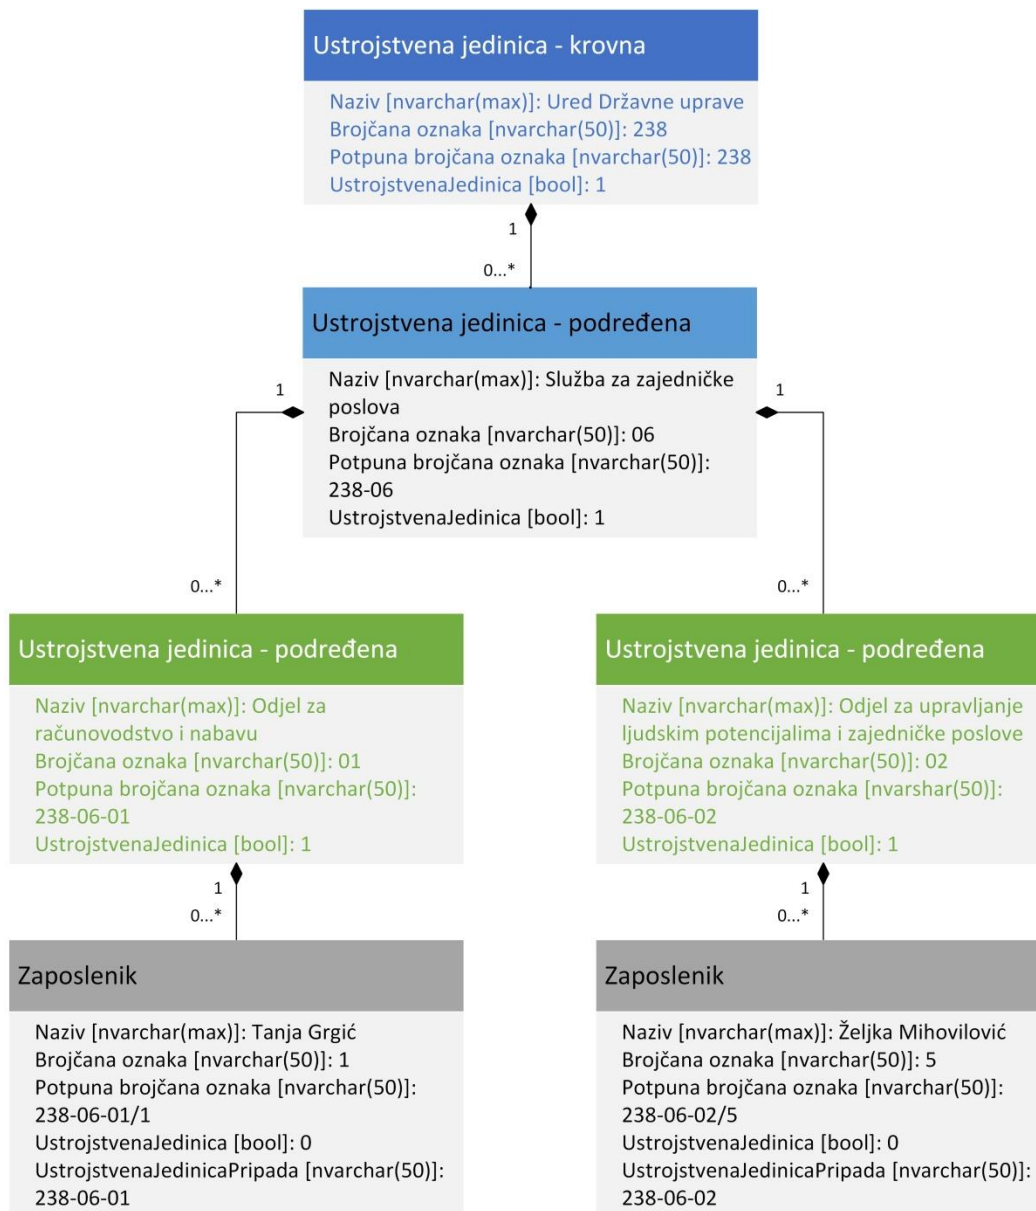 Ustrojstvena jedinica - krovna
Naziv [nvarchar(max)]: Ured Državne uprave
Brojčana oznaka [nvarchar(50)]: 238
Potpuna brojčana oznaka [nvarchar(50)]: 238
UstrojstvenaJedinica [bool]: 1
1
0...*
Ustrojstvena jedinica - podređena
Naziv [nvarchar(max)]: Služba za zajedničke
poslova
Brojčana oznaka [nvarchar(50)]: 06
Potpuna brojčana oznaka [nvarchar(50)]:
238-06
UstrojstvenaJedinica [bool]: 1
1
1
0...*
0...*
Ustrojstvena jedinica - podređena
Naziv [nvarchar(max)]: Odjel za
računovodstvo i nabavu
Brojčana oznaka [nvarchar(50)]: 01
Potpuna brojčana oznaka [nvarchar(50)]:
238-06-01
UstrojstvenaJedinica [bool]: 1
1
0...*
Zaposlenik
Naziv [nvarchar(max)]: Tanja Grgić
Brojčana oznaka [nvarchar(50)]: 1
Potpuna brojčana oznaka [nvarchar(50)]:
238-06-01/1
UstrojstvenaJedinica [bool]: 0
UstrojstvenaJedinicaPripada [nvarchar(50)]:
238-06-01
Ustrojstvena jedinica - podređena
Naziv [nvarchar(max)]: Odjel za upravljanje
ljudskim potencijalima i zajedničke poslove
Brojčana oznaka [nvarchar(50)]: 02
Potpuna brojčana oznaka [nvarshar(50)]:
238-06-02
UstrojstvenaJedinica [bool]: 1
1
0...*
Zaposlenik
Naziv [nvarchar(max)]: Željka Mihovilović
Brojčana oznaka [nvarchar(50)]: 5
Potpuna brojčana oznaka [nvarchar(50)]:
238-06-02/5
UstrojstvenaJedinica [bool]: 0
UstrojstvenaJedinicaPripada [nvarchar(50)]:
238-06-02